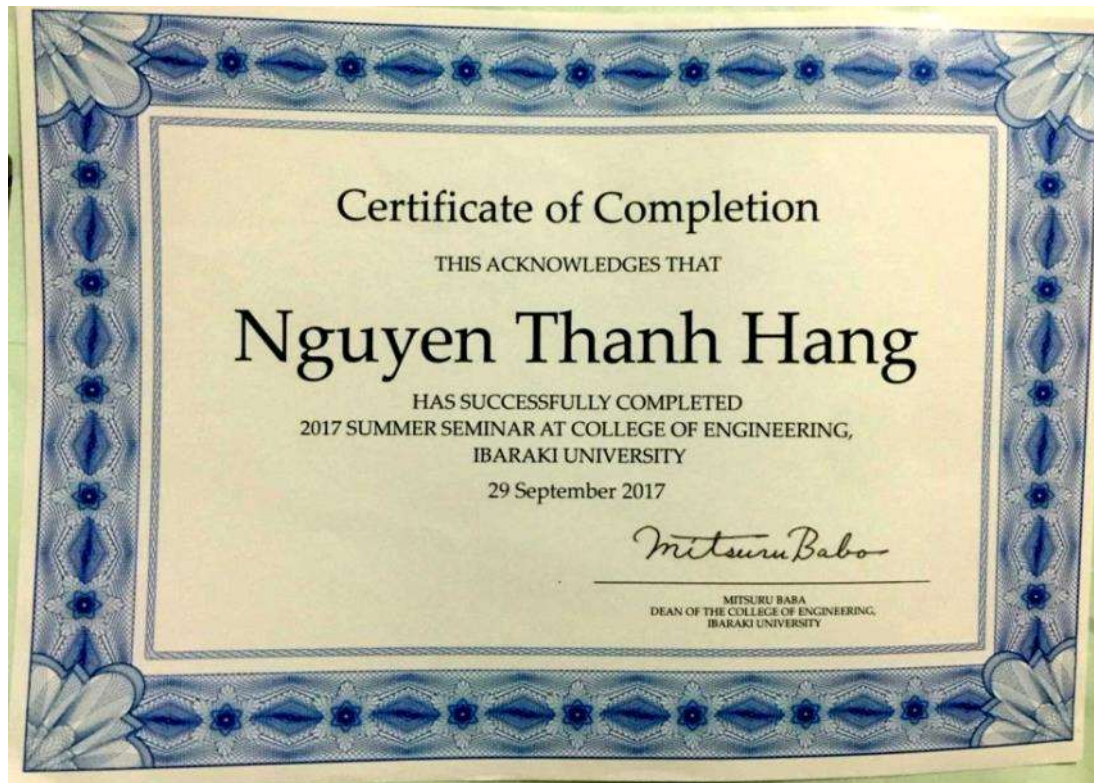 Certificate of Completion
THIS ACKNOWLEDGES THAT
Nguyen Thanh Hang
HAS SUCCESSFULLY COMPLETED
2017 SUMMER SEMINAR AT COLLEGE OF ENGINEERING,
IBARAKI UNIVERSITY
29 September 2017
Mitsuru Baba
MITSURU BABA
DEAN OF THE COLLEGE OF ENGINEERING,
IBARAKI UNIVERSITY